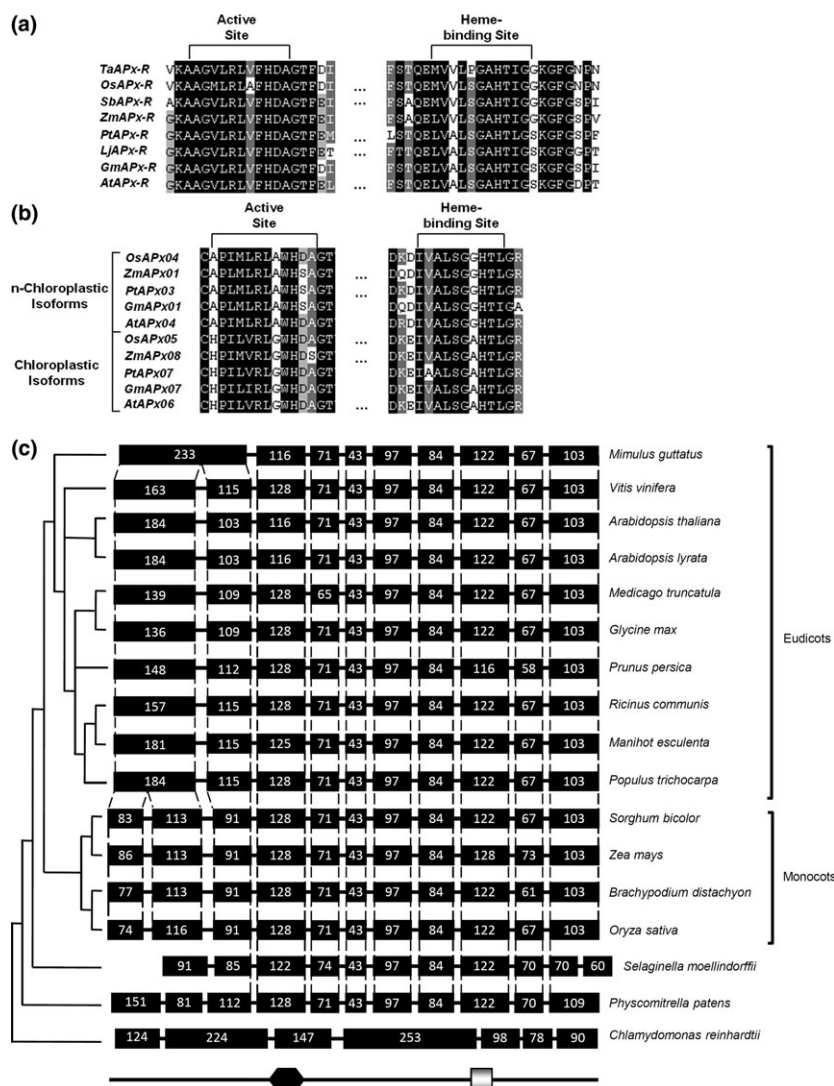 (a)
Active Site
Heme-binding Site
TaAPx-R VKAAGVLRLVFHDAGTFDI ... FSTQEMVVLPGAHTIGGKGFGNPN
OsAPx-R VKAAGMLRLAFHDAGTFDI ... FSTQEMVVLSGAHTIGGKGFGNPN
SbAPx-R AKAAGVLRLVFHDAGTFEI ... FSAQEMVVLSGAHTIGGKGFGSPI
ZmAPx-R GKAAGVLRLVFHDAGTFEI ... FSAQELVVLSGAHTIGGKGFGSPV
PtAPx-R GKAAGVLRLVFHDAGTFEM ... LSTQELVALSGAHTIGSKGFGSPF
LjAPx-R GKAAGVLRLVFHDAGTFET ... FTTQELVALSGAHTIGSKGFGGPT
GmAPx-R GKAAGVLRLVFHDAGTFDI ... FSTQELVALSGAHTIGSKGFGSPI
AtAPx-R GKAAGVLRLVFHDAGTFEL ... FSTQELVALSGAHTIGSKGFGDPT
(b)
Active Site
Heme-binding Site
n-Chloroplastic Isoforms
OsAPx04 CAPIMLRLAWHDAGT ... DKDIVALSGGHTLGR
ZmAPx01 CAPLMLRLAWHSAGT ... DQDIVALSGGHTLGR
PtAPx03 CAPIMLRLAWHSAGT ... DKDIVALSGGHTLGR
GmAPx01 CAPLMLRLAWHSAGT DQDIVALSGGHTIGA
AtAPx04 CAPIMLRLAWHDAGT ... DRDIVALSGGHTLGR
Chloroplastic Isoforms
OsAPx05 CHPILVRLGWHDAGT ... DKEIVALSGAHTLGR
ZmAPx08 CHPIMVRLGWHDSGT ... DKEIVALSGAHTLGR
PtAPx07 CHPILVRLGWHDAGT DKEIAALSGAHTLGR
GmAPx07 CHPLLIRLGWHDAGT ... DKEIVALSGAHTLGR
AtAPx06 CHPILVRLGWHDAGT ... DKEIVALSGAHTLGR
(c)
233 116 71 43 97 84 122 67 103 Mimulus guttatus
163 115 128 71 43 97 84 122 67 103 Vitis vinifera
184 103 116 71 43 97 84 122 67 103 Arabidopsis thaliana
184 103 116 71 43 97 84 122 67 103 Arabidopsis lyrata
139 109 128 65 43 97 84 122 67 103 Medicago truncatula
136 109 128 71 43 97 84 122 67 103 Glycine max
Eudicots
148 112 128 71 43 97 84 116 58 103 Prunus persica
157 115 128 71 43 97 84 122 67 103 Ricinus communis
181 115 125 71 43 97 84 122 67 103 Manihot esculenta
184 115 128 71 43 97 84 122 67 103 Populus trichocarpa
83 113 91 128 71 43 97 84 122 67 103 Sorghum bicolor
86 113 91 128 71 43 97 84 128 73 103 Zea mays
Monocots
77 113 91 128 71 43 97 84 122 61 103 Brachypodium distachyon
74 116 91 128 71 43 97 84 122 67 103 Oryza sativa
91 85 122 74 43 97 84 122 70 70 60 Selaginella moellindorffii
151 81 112 128 71 43 97 84 122 70 109 Physcomitrella patens
124 224 147 253 98 78 90 Chlamydomonas reinhardtii